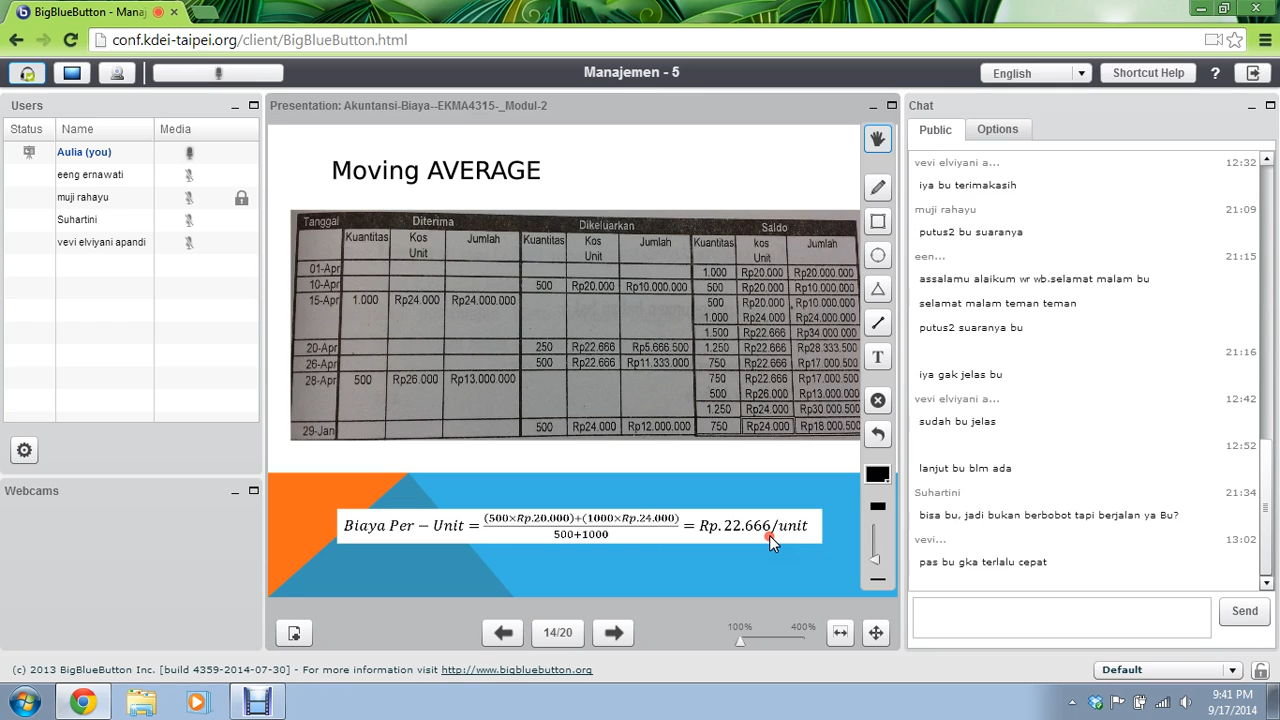 BigBlueButton - Manaj
conf.kdei-taipei.org/client/BigBlueButton.html
Manajemen - 5
English
Shortcut Help
?
Users
Status Name Media
Aulia (you)
eeng ernawati
muji rahayu
Suhartini
vevi elviyani apandi
Webcams
Presentation: Akuntansi-Biaya--EKMA4315-_Modul-2
Moving AVERAGE
Tanggal Diterima Dikeluarkan Saldo
Kuantitas Kos Unit Jumlah Kuantitas Kos Unit Jumlah Kuantitas kos Unit Jumlah
01-Apr 1.000 Rp20.000 Rp20.000.000
10-Apr 500 Rp20.000 Rp10.000.000 500 Rp20.000 Rp10.000.000
15-Apr 1.000 Rp24.000 Rp24.000.000 500 Rp20.000 Rp10.000.000
1.000 Rp24.000 Rp24.000.000
1.500 Rp22.666 Rp34.000.000
20-Apr 250 Rp22.666 Rp5.666.500 1.250 Rp22.666 Rp28.333.500
26-Apr 500 Rp22.666 Rp11.333.000 750 Rp22.666 Rp17.000.500
28-Apr 500 Rp26.000 Rp13.000.000 750 Rp22.666 Rp17.000.500
500 Rp26.000 Rp13.000.000
1.250 Rp24.000 Rp30.000.500
29-Jan 500 Rp24.000 Rp12.000.000 750 Rp24.000 Rp18.000.500
Biaya Per − Unit = (500×Rp.20.000)+(1000×Rp.24.000) / 500+1000 = Rp. 22.666/unit
14/20
100% 400%
T
Chat
Public Options
vevi elviyani a... 12:32
iya bu terimakasih
muji rahayu 21:09
putus2 bu suaranya
een... 21:15
assalamu alaikum wr wb.selamat malam bu
selamat malam teman teman
putus2 suaranya bu
21:16
iya gak jelas bu
vevi elviyani a... 12:42
sudah bu jelas
12:52
lanjut bu blm ada
Suhartini 21:34
bisa bu, jadi bukan berbobot tapi berjalan ya Bu?
vevi... 13:02
pas bu gka terlalu cepat
Send
(c) 2013 BigBlueButton Inc. [build 4359-2014-07-30] - For more information visit http://www.bigbluebutton.org
Default
9:41 PM
9/17/2014